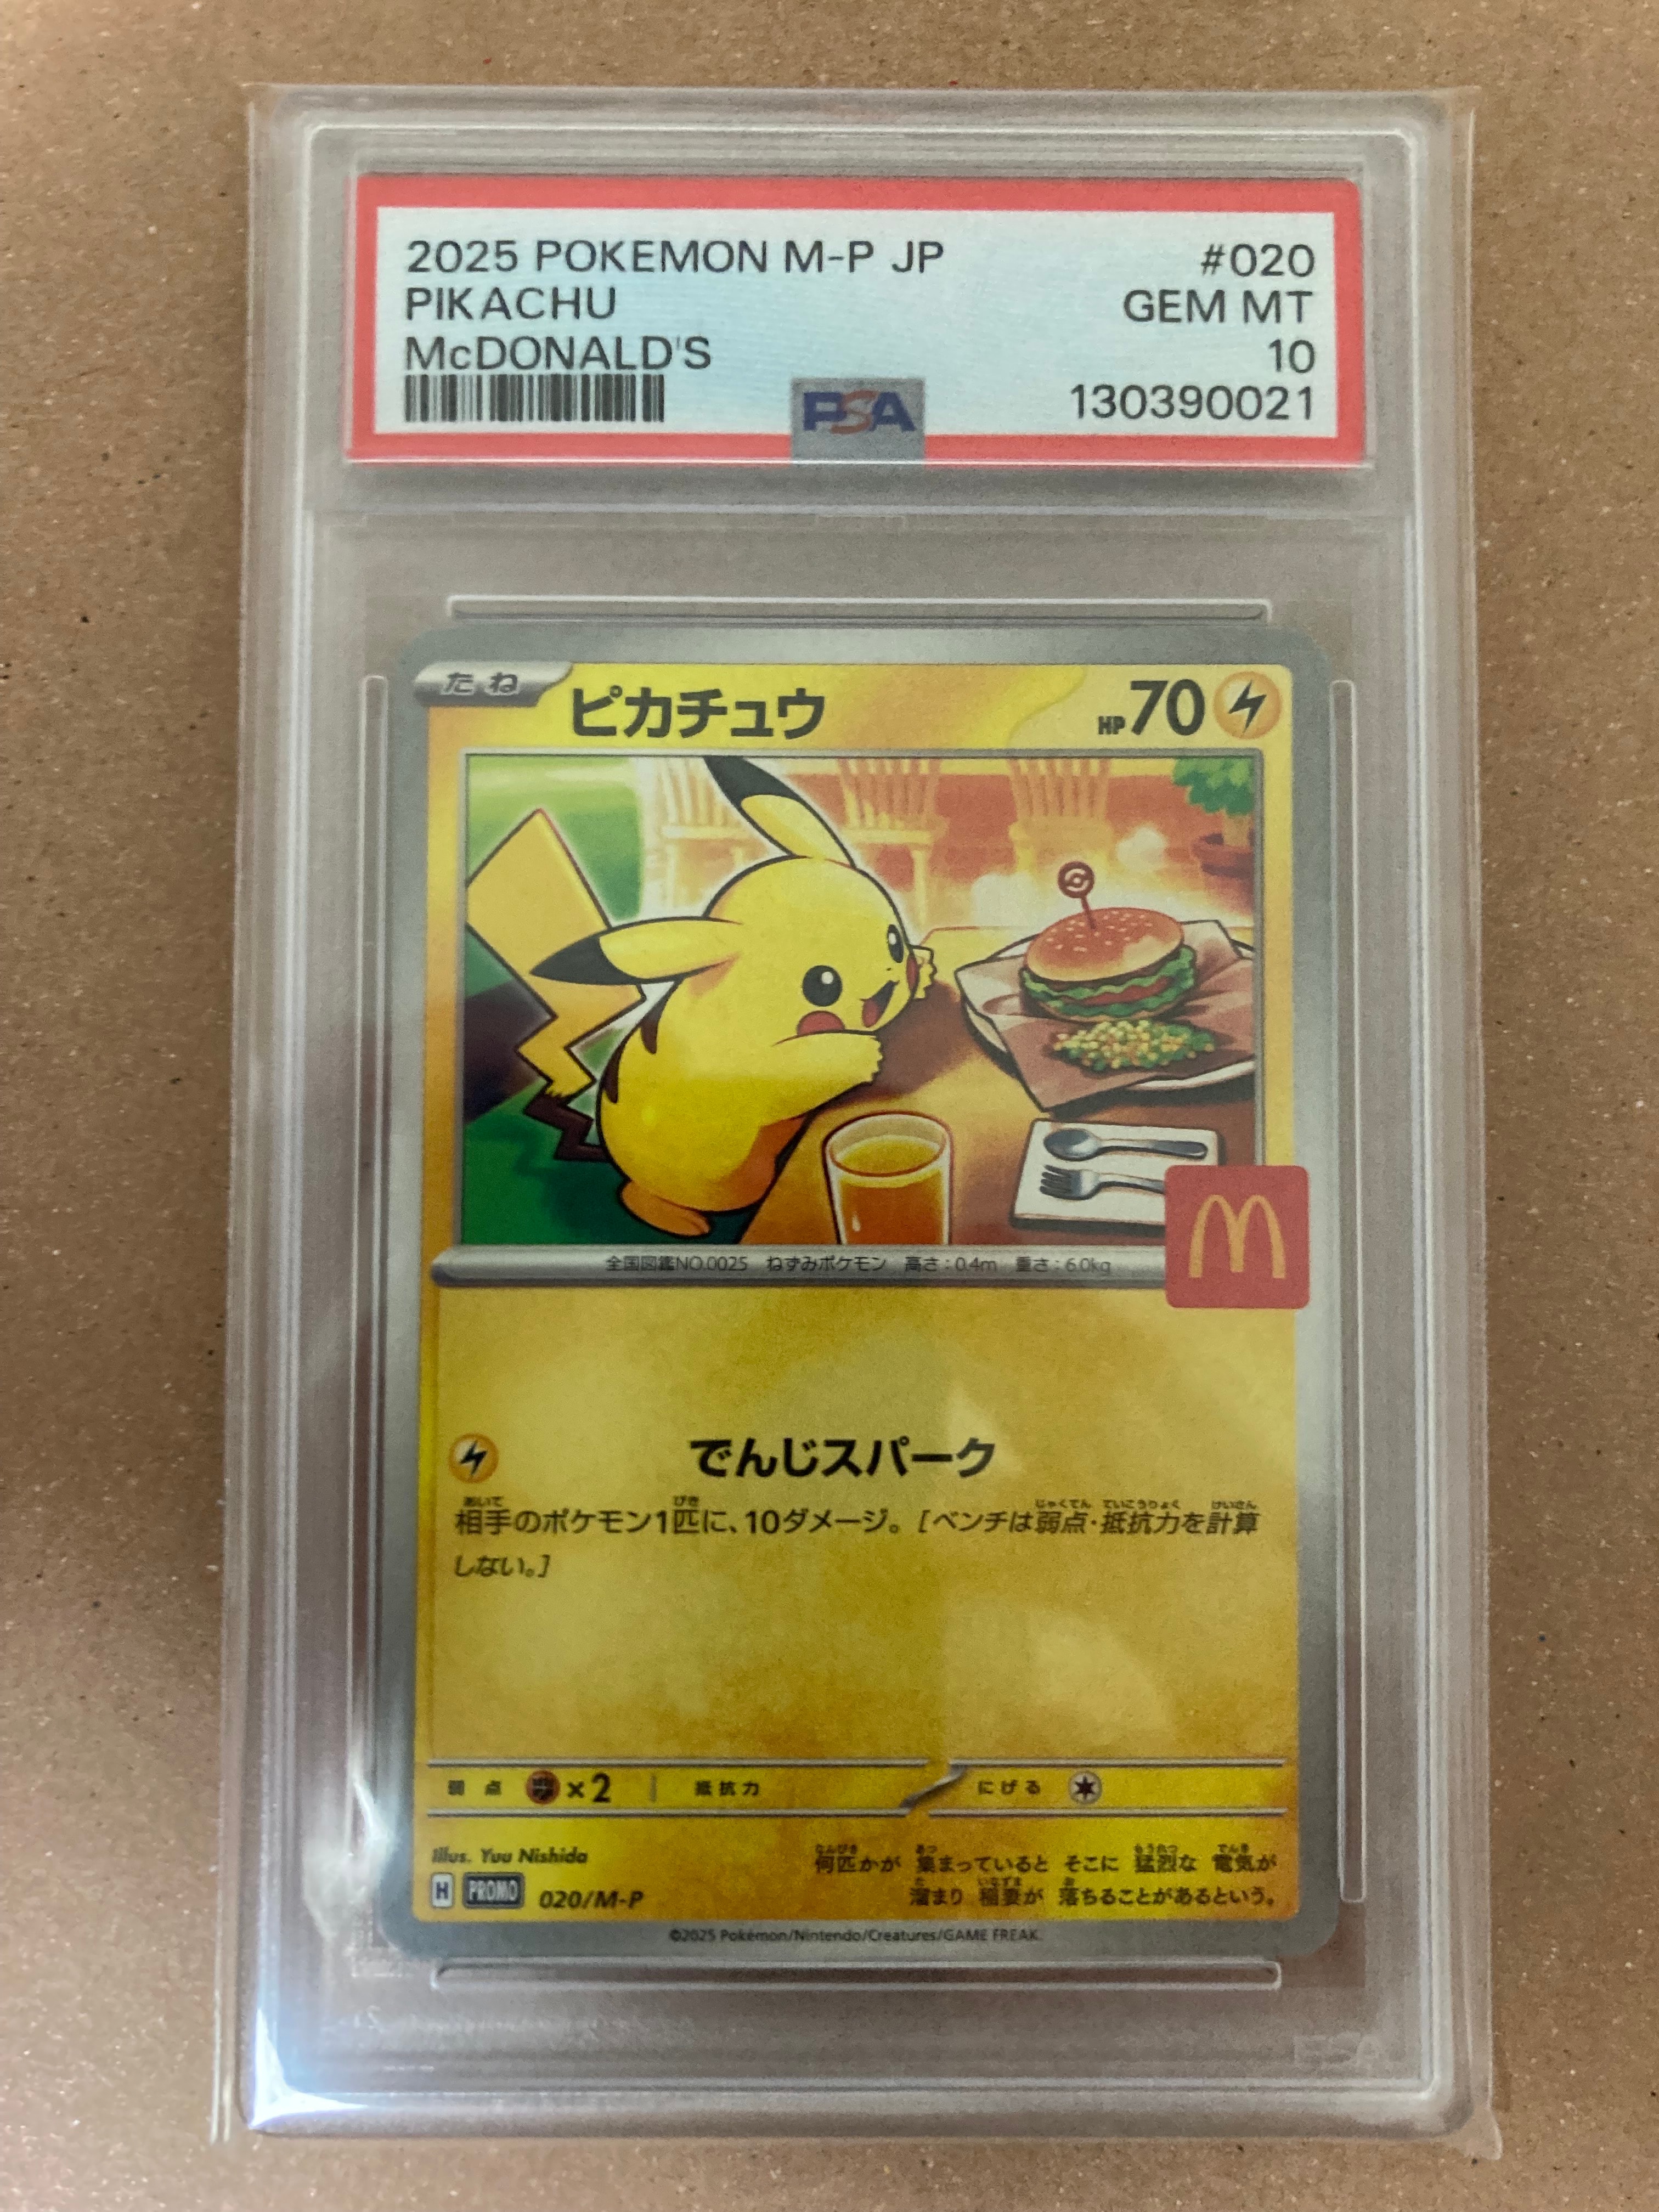 2025 POKEMON M-P JP #020
PIKACHU GEM MT
McDONALD'S 10
PSA 130390021
たね ピカチュウ HP70
全国図鑑NO.0025 ねずみポケモン 高さ:0.4m 重さ:6.0kg
でんじスパーク
相手のポケモン1匹に、10ダメージ。[ベンチは弱点・抵抗力を計算
しない。]
弱点 ×2 抵抗力 にげる
Illus. Yuu Nishida
H PROMO 020/M-P
何匹かが 集まっていると そこに 猛烈な 電気が
溜まり 稲妻が 落ちることがあるという。
©2025 Pokémon/Nintendo/Creatures/GAME FREAK.
PSA